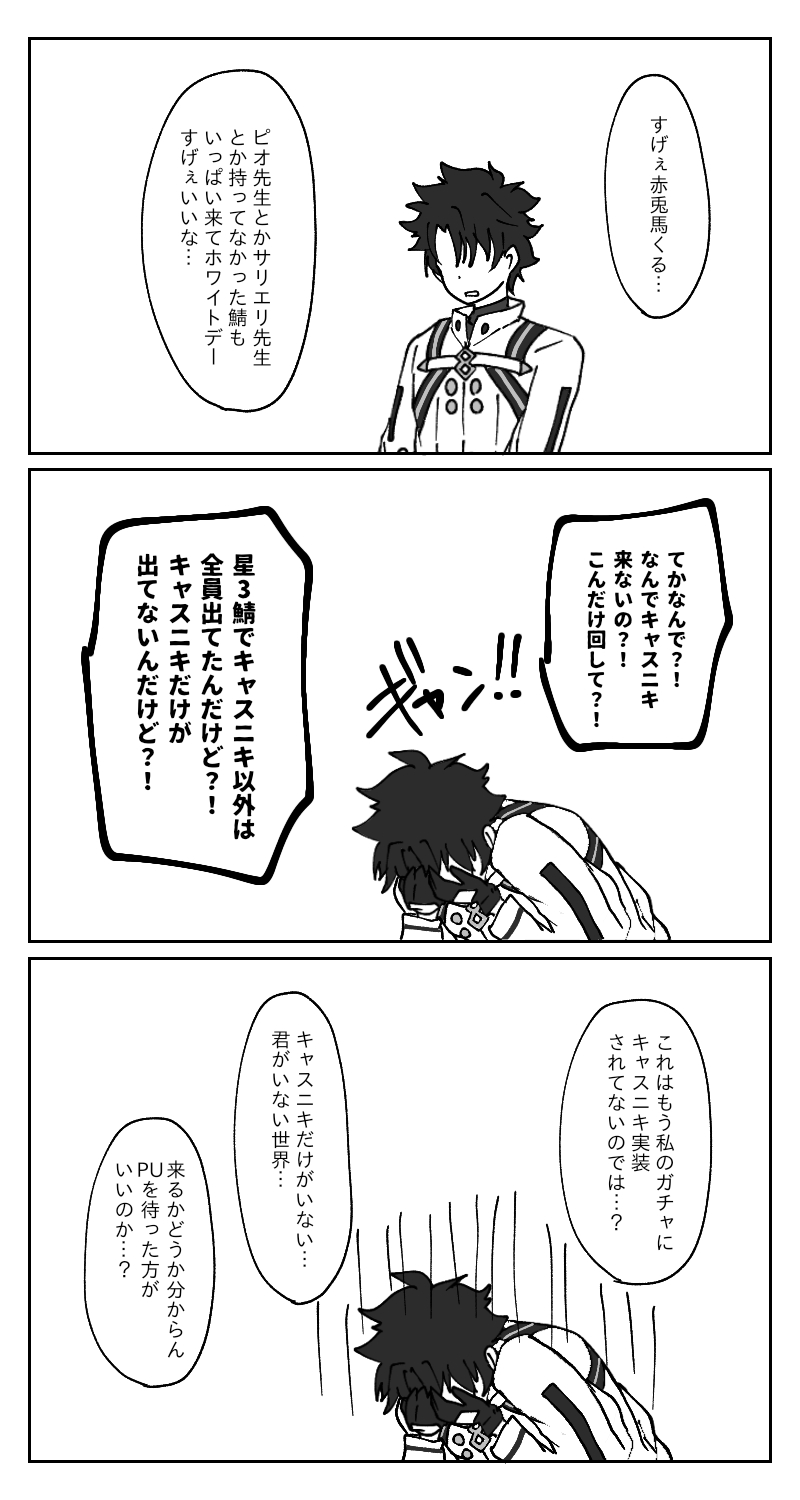 すげぇ赤兎馬くる…
ピオ先生とかサリエリ先生
とか持ってなかった鯖も
いっぱい来てホワイトデー
すげぇいいな…
てかなんで?!
なんでキャスニキ
来ないの?!
こんだけ回して?!
ギャン!!
星3鯖でキャスニキ以外は
全員出てたんだけど?!
キャスニキだけが
出てないんだけど?!
これはもう私のガチャに
キャスニキ実装
されてないのでは…?
キャスニキだけがいない…
君がいない世界…
来るかどうか分からん
PUを待った方が
いいのか…?